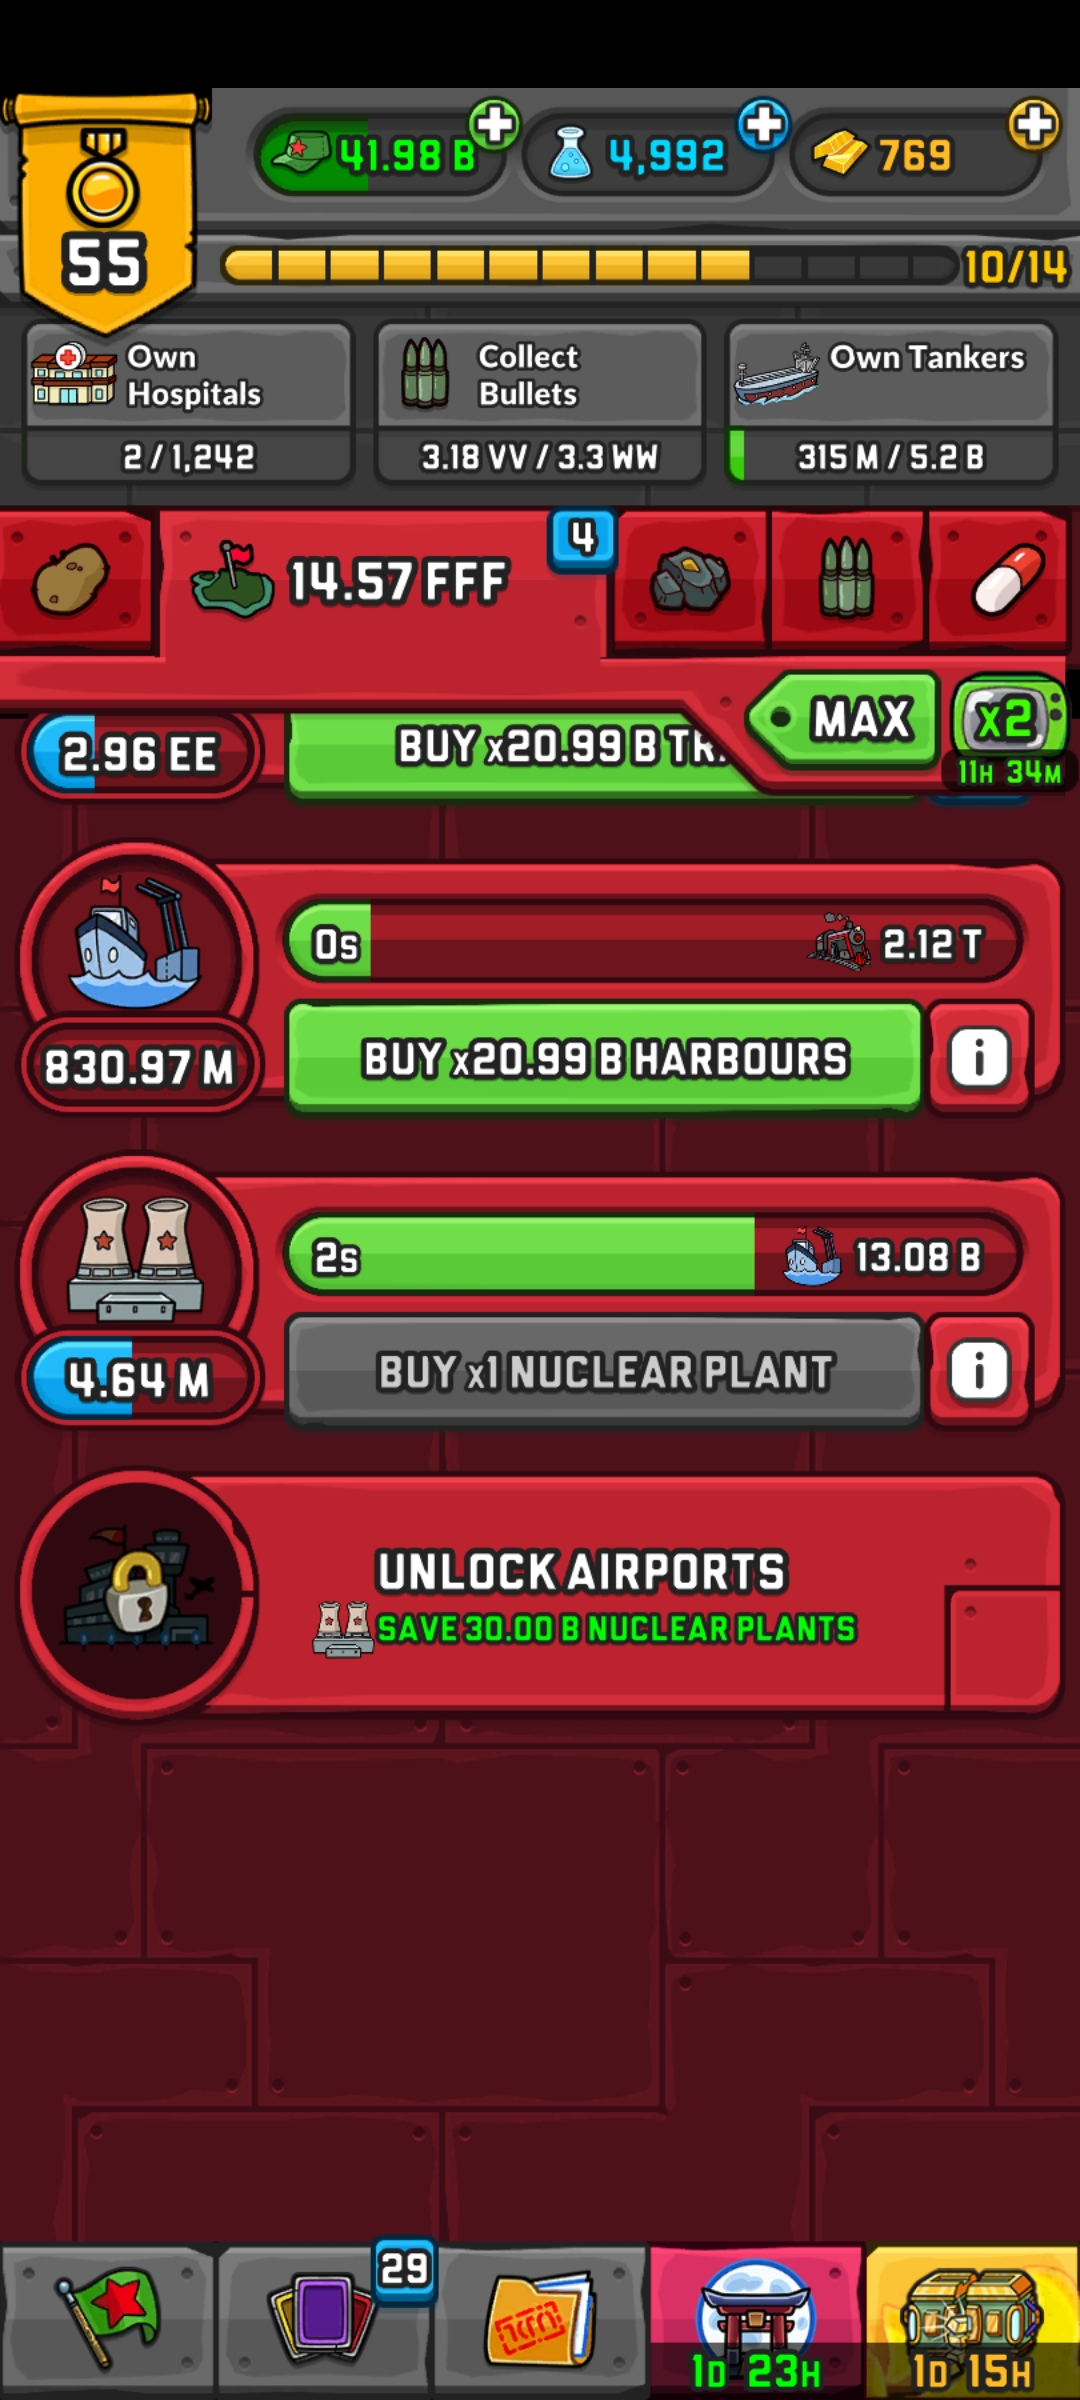 41.98 B
4,992
769
55
10/14
Own
Hospitals
2 / 1,242
Collect
Bullets
3.18 VV / 3.3 WW
Own Tankers
315 M / 5.2 B
14.57 FFF
4
MAX
x2
11H 34M
2.96 EE
BUY x20.99 B
0s
2.12 T
830.97 M
BUY x20.99 B HARBOURS
i
2s
13.08 B
4.64 M
BUY x1 NUCLEAR PLANT
i
UNLOCK AIRPORTS
SAVE 30.00 B NUCLEAR PLANTS
29
1D 23H
1D 15H